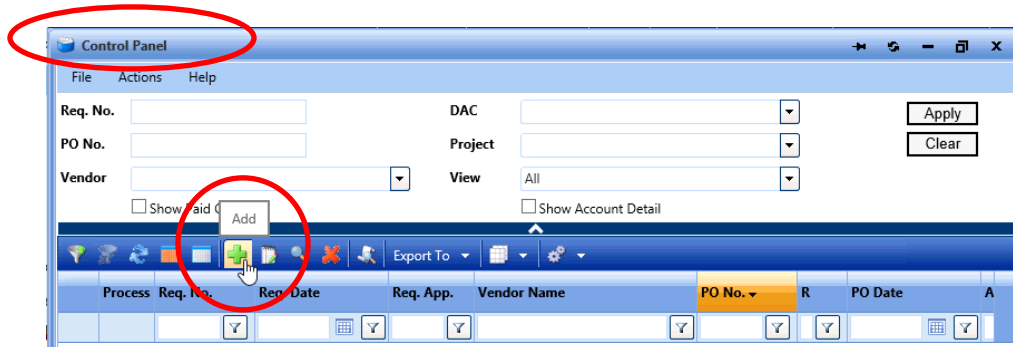 Control Panel
File Actions Help
Req. No. DAC Apply
PO No. Project Clear
Vendor View All
Show Paid Show Account Detail
Add
Export To
Process Req. No. Req. Date Req. App. Vendor Name PO No. R PO Date A